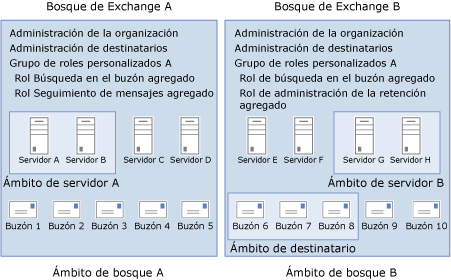 Bosque de Exchange A
Administración de la organización
Administración de destinatarios
Grupo de roles personalizados A
Rol Búsqueda en el buzón agregado
Rol Seguimiento de mensajes agregado
Servidor A Servidor B Servidor C Servidor D
Ámbito de servidor A
Buzón 1 Buzón 2 Buzón 3 Buzón 4 Buzón 5
Ámbito de bosque A
Bosque de Exchange B
Administración de la organización
Administración de destinatarios
Grupo de roles personalizados A
Rol de búsqueda en el buzón agregado
Rol de administración de la retención
agregado
Servidor E Servidor F Servidor G Servidor H
Ámbito de servidor B
Buzón 6 Buzón 7 Buzón 8 Buzón 9 Buzón 10
Ámbito de destinatario
Ámbito de bosque B